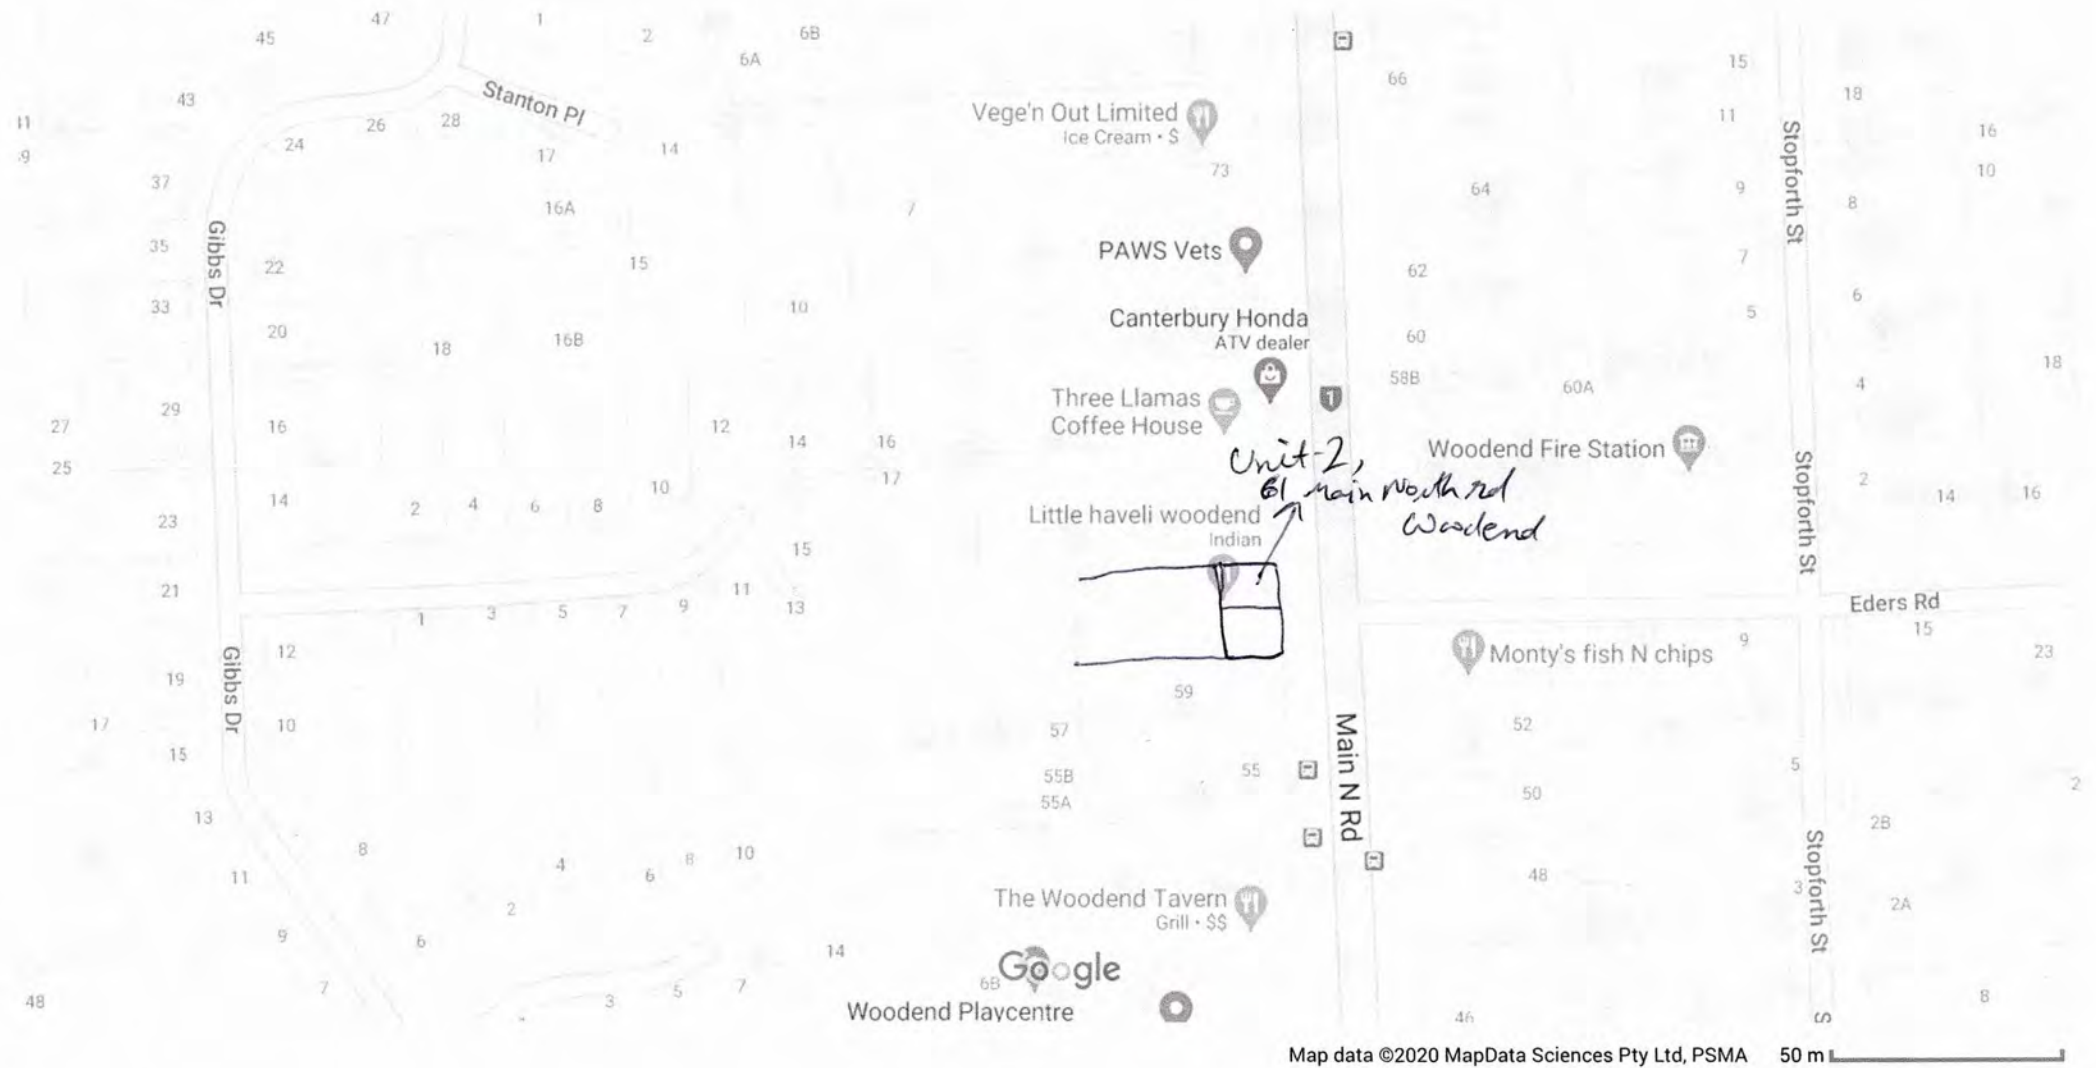 47
1
2
6B
45
6A
66
15
43
Stanton Pl
18
11
26
28
Vege'n Out Limited
Ice Cream • $
11
16
9
24
17
14
Stopforth St
73
10
37
64
9
16A
7
8
Gibbs Dr
35
PAWS Vets
22
15
62
7
33
10
Canterbury Honda
ATV dealer
6
5
20
60
18
16B
58B
60A
4
18
29
Three Llamas
Coffee House
1
27
16
12
14
16
Unit-2,
61 Main North rd
Woodend
Woodend Fire Station
25
17
Stopforth St
14
2
4
6
8
10
2
14
16
23
Little haveli woodend
Indian
15
21
11
1
3
5
7
9
13
Eders Rd
15
Gibbs Dr
12
Monty's fish N chips
9
23
19
59
17
10
57
52
15
Main N Rd
55B
55
5
55A
50
2
13
2B
8
4
6
8
10
Stopforth St
11
48
3
The Woodend Tavern
Grill • $$
2A
2
9
6
14
Google
6B
7
3
5
7
48
8
Woodend Playcentre
46
S
Map data ©2020 MapData Sciences Pty Ltd, PSMA
50 m